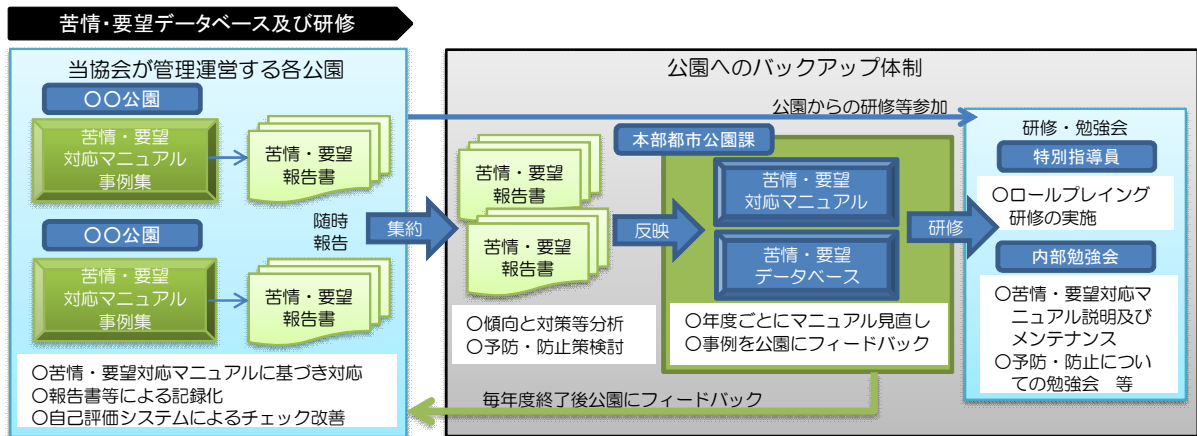 苦情・要望データベース及び研修
当協会が管理運営する各公園
〇〇公園
苦情・要望
対応マニュアル
事例集
苦情・要望
報告書
〇〇公園
苦情・要望
対応マニュアル
事例集
苦情・要望
報告書
随時
報告
集約
〇苦情・要望対応マニュアルに基づき対応
〇報告書等による記録化
〇自己評価システムによるチェック改善
公園へのバックアップ体制
公園からの研修等参加
苦情・要望
報告書
苦情・要望
報告書
〇傾向と対策等分析
〇予防・防止策検討
反映
本部都市公園課
苦情・要望
対応マニュアル
苦情・要望
データベース
〇年度ごとにマニュアル見直し
〇事例を公園にフィードバック
研修
毎年度終了後公園にフィードバック
研修・勉強会
特別指導員
〇ロールプレイング
研修の実施
内部勉強会
〇苦情・要望対応マ
ニュアル説明及び
メンテナンス
〇予防・防止につい
ての勉強会　等